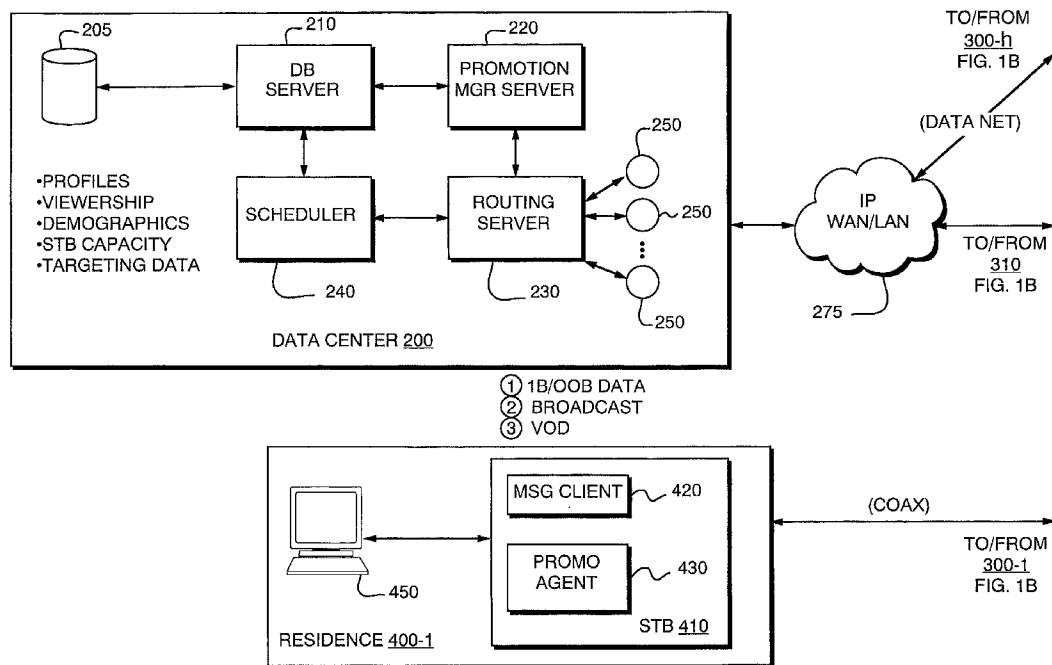 205
210
220
DB
SERVER
PROMOTION
MGR SERVER
TO/FROM
300-h
FIG. 1B
(DATA NET)
250
•PROFILES
•VIEWERSHIP
•DEMOGRAPHICS
•STB CAPACITY
•TARGETING DATA
SCHEDULER
ROUTING
SERVER
250
IP
WAN/LAN
240
230
250
TO/FROM
310
FIG. 1B
275
DATA CENTER 200
1 1B/OOB DATA
2 BROADCAST
3 VOD
MSG CLIENT
420
PROMO
AGENT
430
450
(COAX)
TO/FROM
300-1
FIG. 1B
RESIDENCE 400-1
STB 410